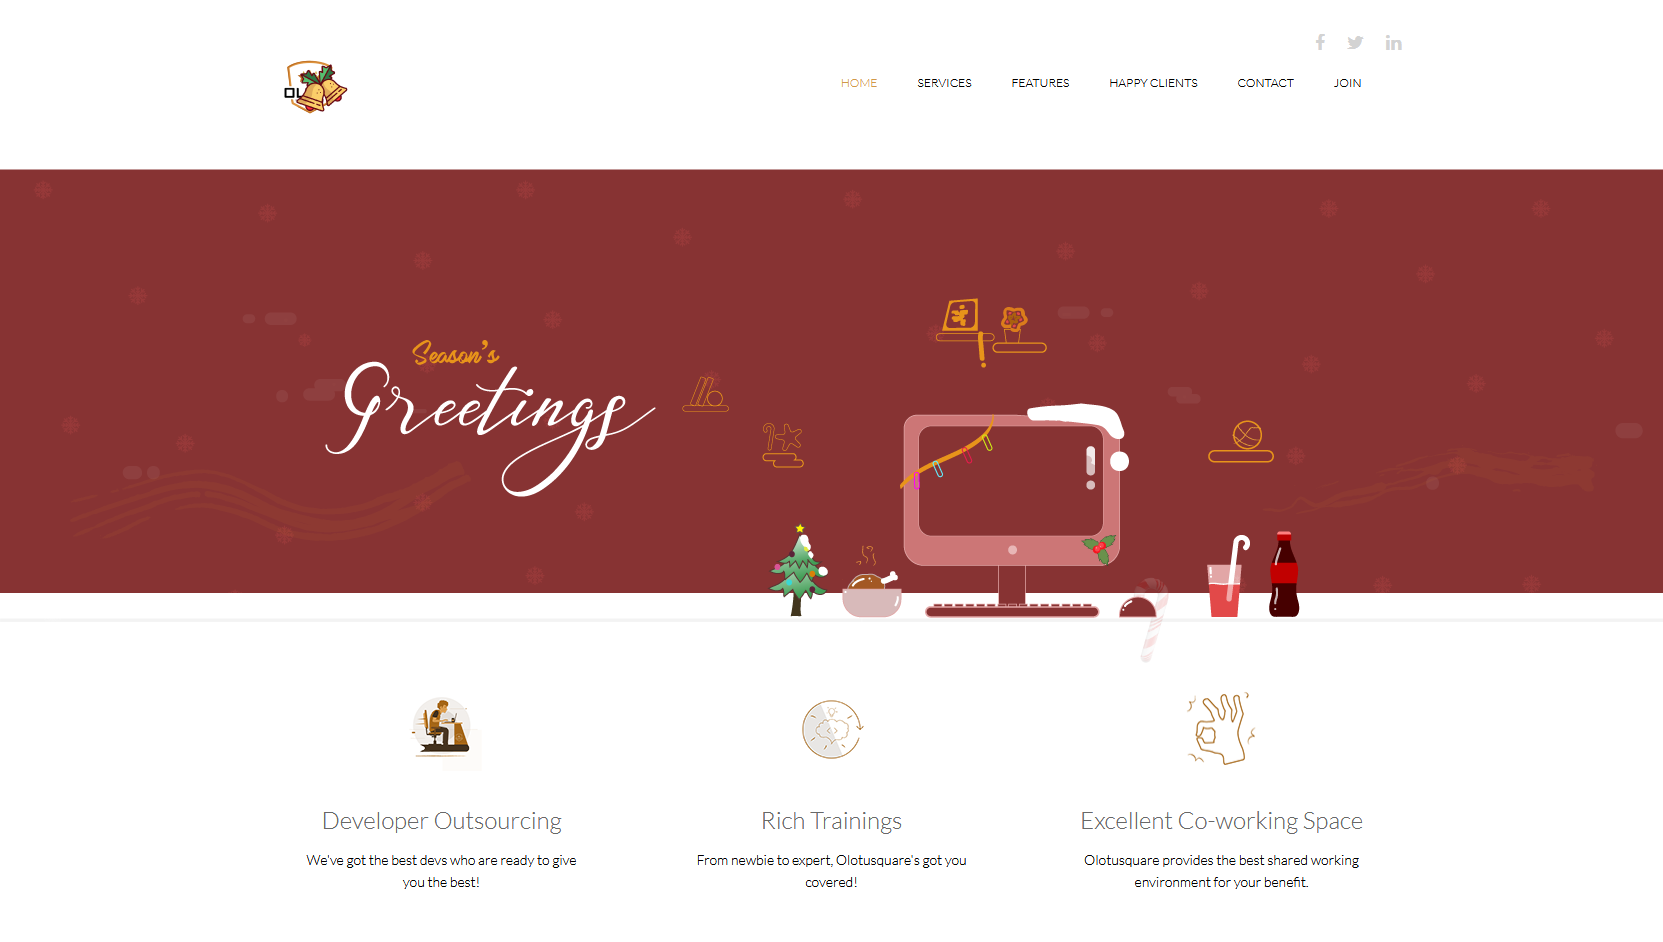 OL
HOME SERVICES FEATURES HAPPY CLIENTS CONTACT JOIN
Season's
Greetings
Developer Outsourcing
We've got the best devs who are ready to give
you the best!
Rich Trainings
From newbie to expert, Olotusquare's got you
covered!
Excellent Co-working Space
Olotusquare provides the best shared working
environment for your benefit.